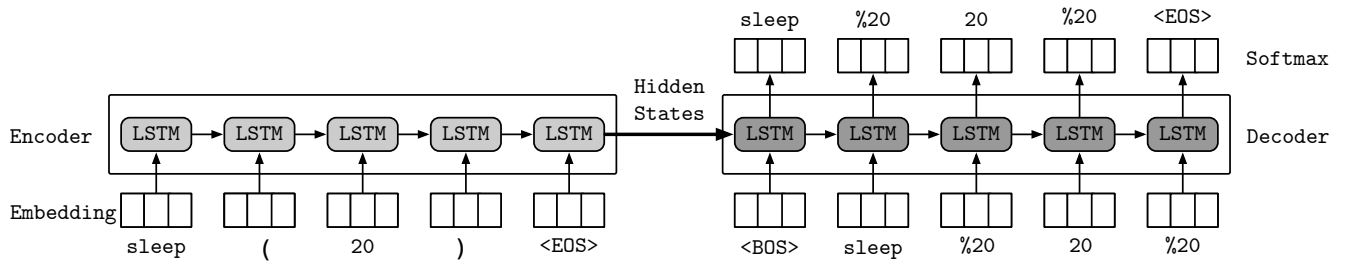 sleep %20 20 %20 <EOS>
Softmax
Hidden
States
Encoder LSTM LSTM LSTM LSTM LSTM
LSTM LSTM LSTM LSTM LSTM Decoder
Embedding
sleep ( 20 ) <EOS>
<BOS> sleep %20 20 %20